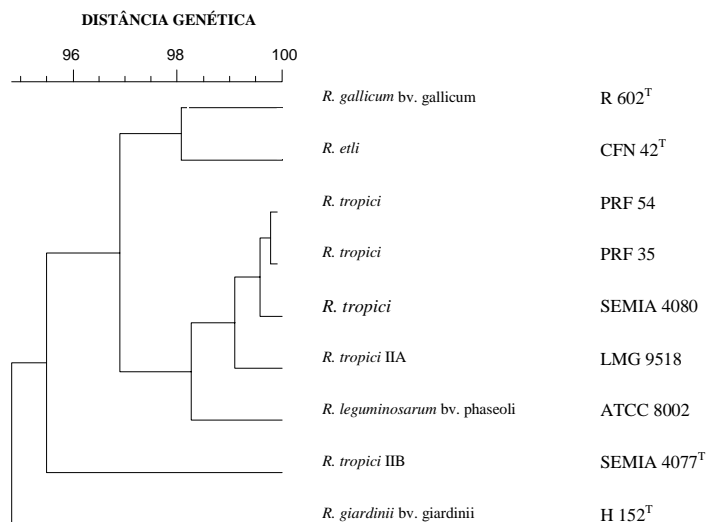 DISTÂNCIA GENÉTICA
96 98 100
R. gallicum bv. gallicum R 602T
R. etli CFN 42T
R. tropici PRF 54
R. tropici PRF 35
R. tropici SEMIA 4080
R. tropici IIA LMG 9518
R. leguminosarum bv. phaseoli ATCC 8002
R. tropici IIB SEMIA 4077T
R. giardinii bv. giardinii H 152T